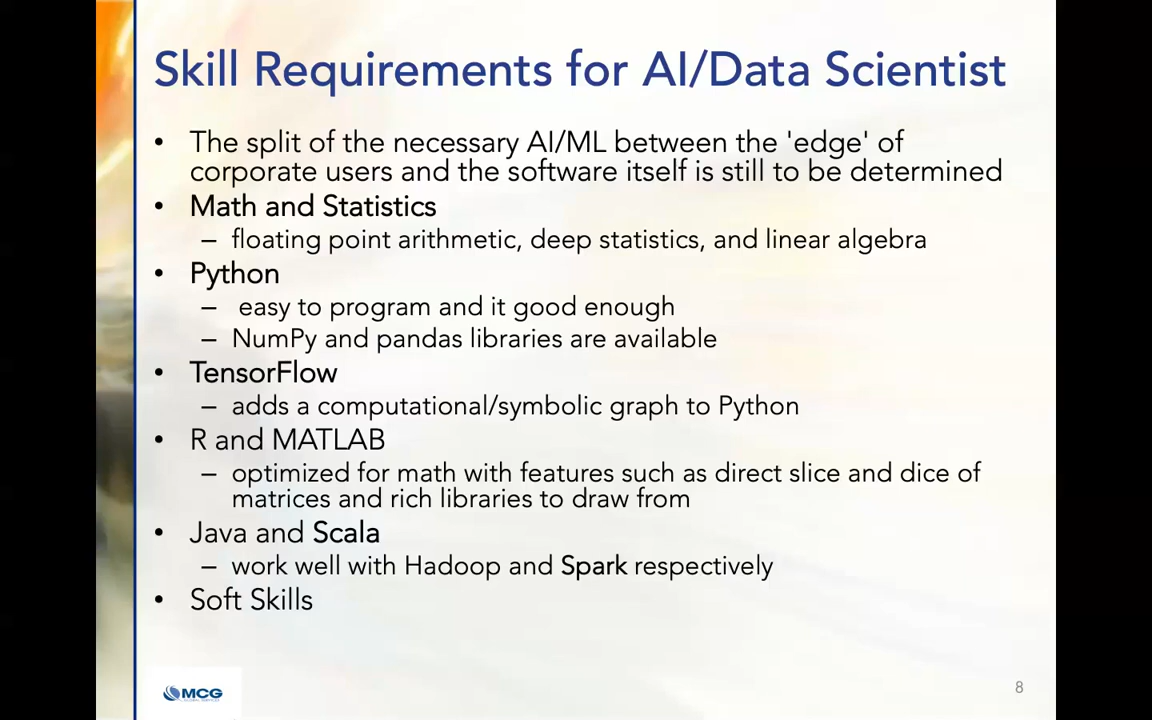 Skill Requirements for AI/Data Scientist
• The split of the necessary AI/ML between the 'edge' of
corporate users and the software itself is still to be determined
• Math and Statistics
– floating point arithmetic, deep statistics, and linear algebra
• Python
– easy to program and it good enough
– NumPy and pandas libraries are available
• TensorFlow
– adds a computational/symbolic graph to Python
• R and MATLAB
– optimized for math with features such as direct slice and dice of
matrices and rich libraries to draw from
• Java and Scala
– work well with Hadoop and Spark respectively
• Soft Skills
MCG
8